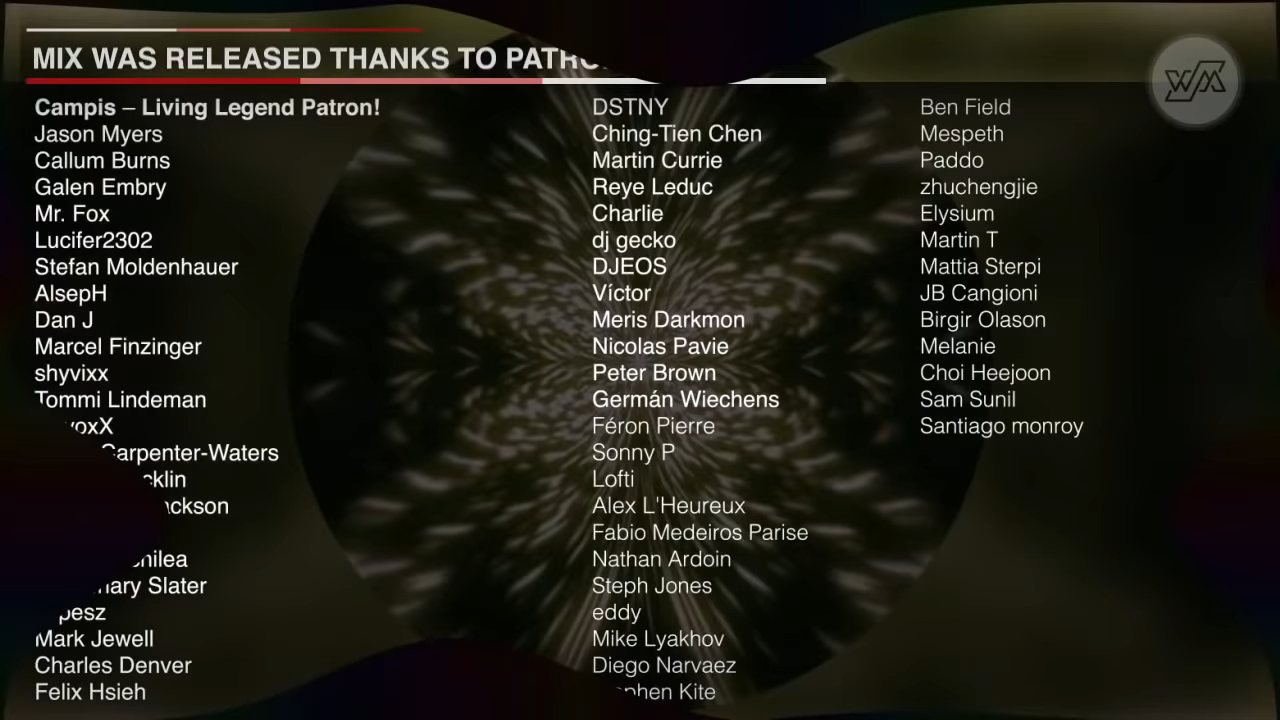 MIX WAS RELEASED THANKS TO
Campis – Living Legend Patron!
Jason Myers
Callum Burns
Galen Embry
Mr. Fox
Lucifer2302
Stefan Moldenhauer
AlsepH
Dan J
Marcel Finzinger
shyvixx
Tommi Lindeman
Carpenter-Waters
Slater
Mark Jewell
Charles Denver
Felix Hsieh
DSTNY
Ching-Tien Chen
Martin Currie
Reye Leduc
Charlie
dj gecko
DJEOS
Víctor
Meris Darkmon
Nicolas Pavie
Peter Brown
Germán Wiechens
Féron Pierre
Sonny P
Lofti
Alex L'Heureux
Fabio Medeiros Parise
Nathan Ardoin
Steph Jones
eddy
Mike Lyakhov
Diego Narvaez
Kite
Ben Field
Mespeth
Paddo
zhuchengjie
Elysium
Martin T
Mattia Sterpi
JB Cangioni
Birgir Olason
Melanie
Choi Heejoon
Sam Sunil
Santiago monroy